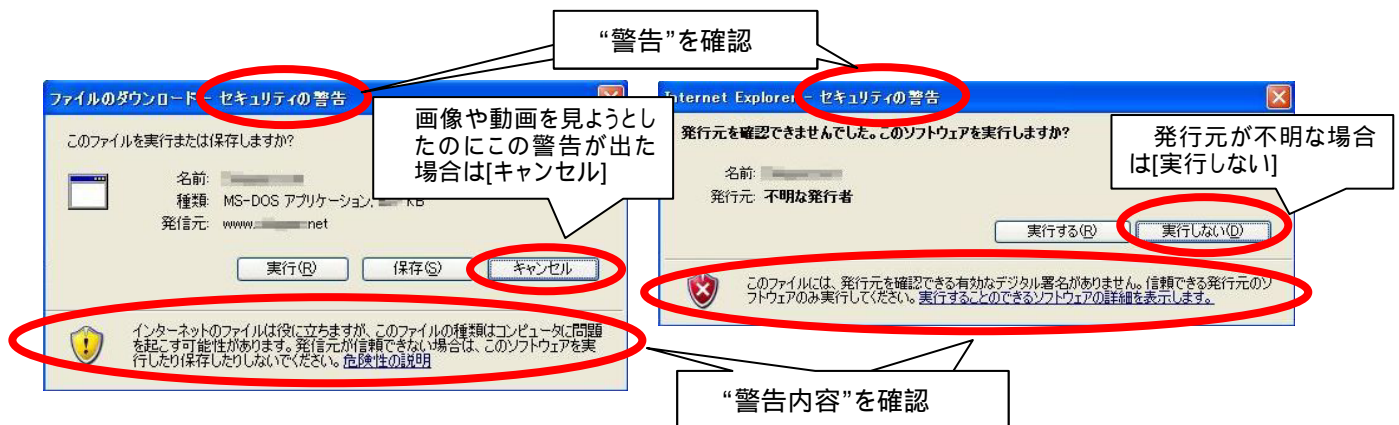 “警告”を確認
ファイルのダウンロード - セキュリティの警告
画像や動画を見ようとし
たのにこの警告が出た
場合は[キャンセル]
このファイルを実行または保存しますか?
名前:
種類: MS-DOS アプリケーション, KB
発信元: www. net
実行(R)
保存(S)
キャンセル
インターネットのファイルは役に立ちますが、このファイルの種類はコンピュータに問題
を起こす可能性があります。発信元が信頼できない場合は、このソフトウェアを実
行したり保存したりしないでください。危険性の説明
Internet Explorer - セキュリティの警告
発行元を確認できませんでした。このソフトウェアを実行しますか?
発行元が不明な場合
は[実行しない]
名前:
発行元: 不明な発行者
実行する(R)
実行しない(D)
このファイルには、発行元を確認できる有効なデジタル署名がありません。信頼できる発行元のソ
フトウェアのみ実行してください。実行することのできるソフトウェアの詳細を表示します。
“警告内容”を確認